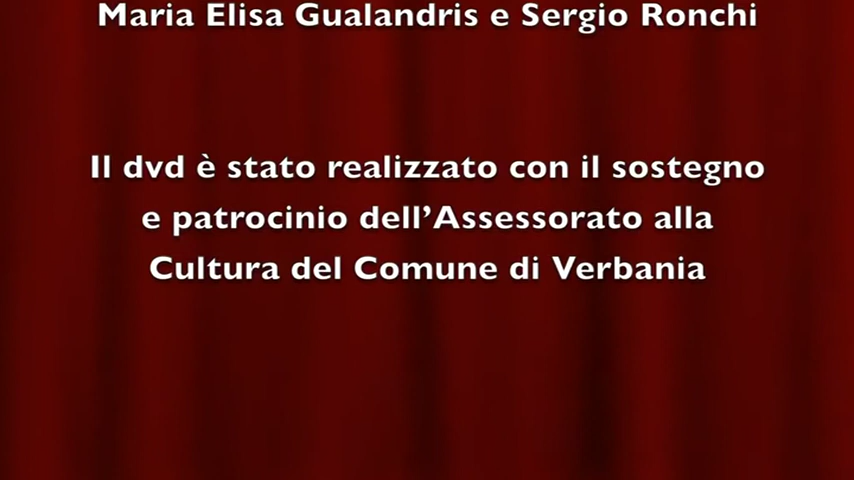 Maria Elisa Gualandris e Sergio Ronchi
Il dvd è stato realizzato con il sostegno
e patrocinio dell’Assessorato alla
Cultura del Comune di Verbania